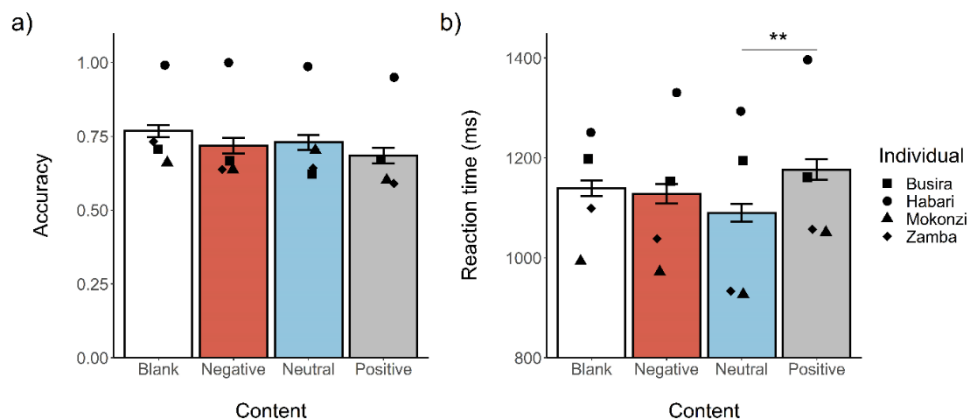 a)
1.00
0.75
0.50
0.25
0.00
Accuracy
Blank Negative Neutral Positive
Content
b)
**
1400
1200
1000
800
Reaction time (ms)
Blank Negative Neutral Positive
Content
Individual
Busira
Habari
Mokonzi
Zamba